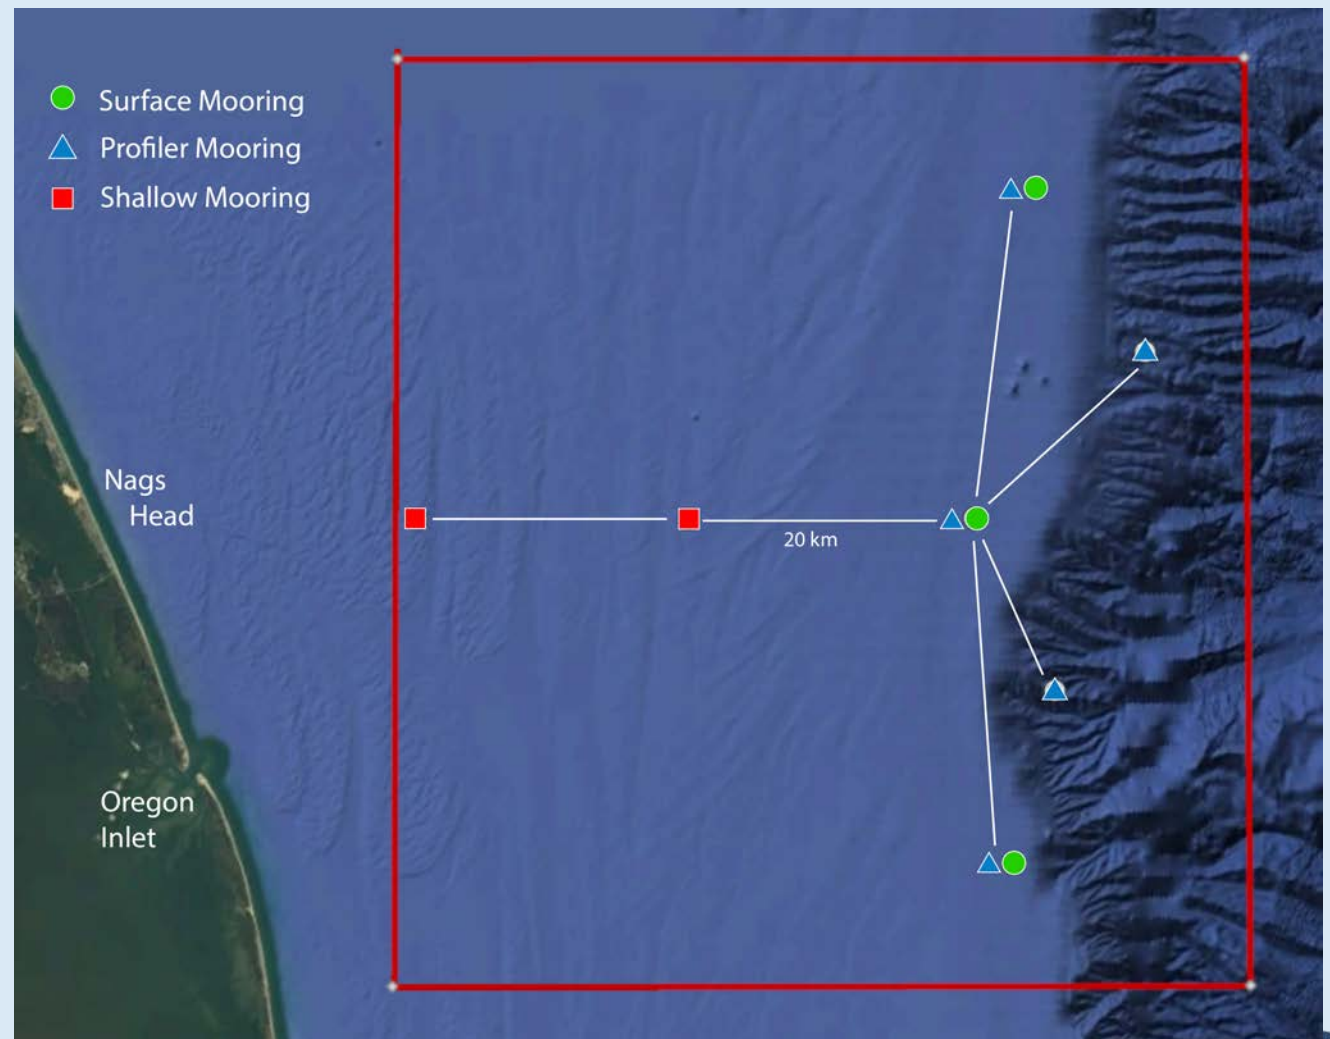 Surface Mooring
Profiler Mooring
Shallow Mooring
Nags
Head
20 km
Oregon
Inlet